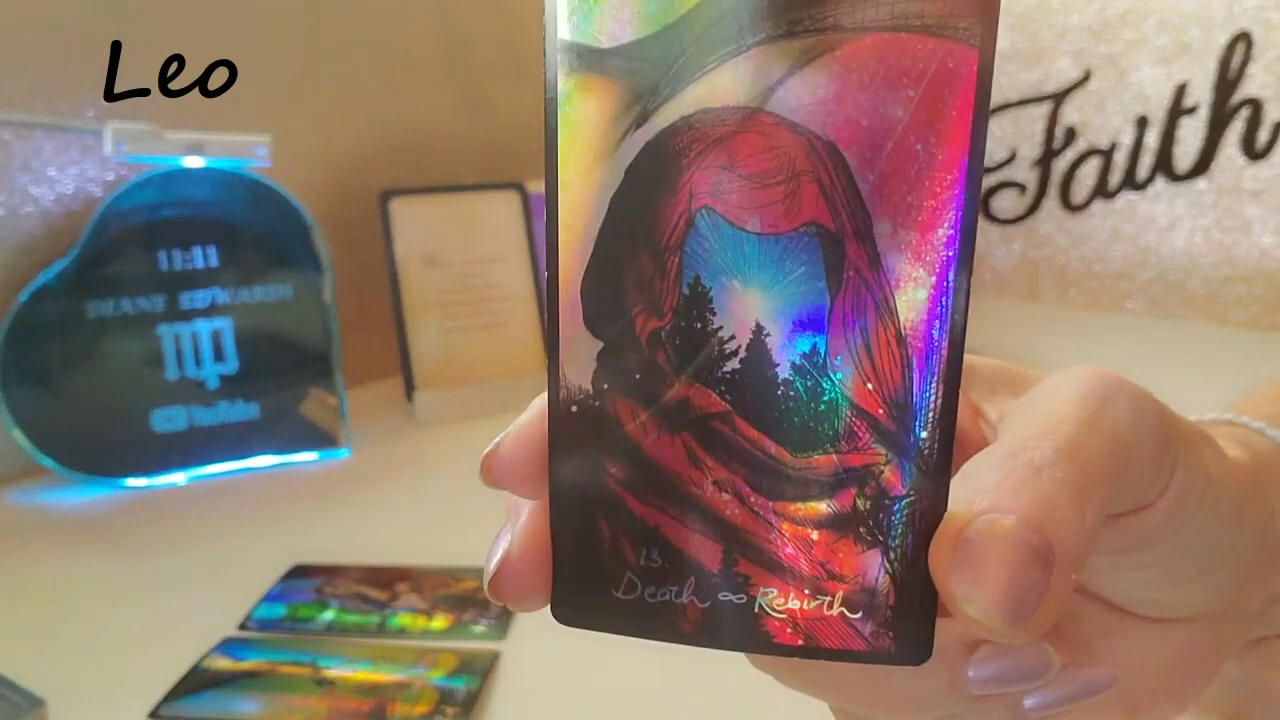 Leo
Faith
11:11
DIANE EDWARDS
YouTube
13.
Death ∞ Rebirth